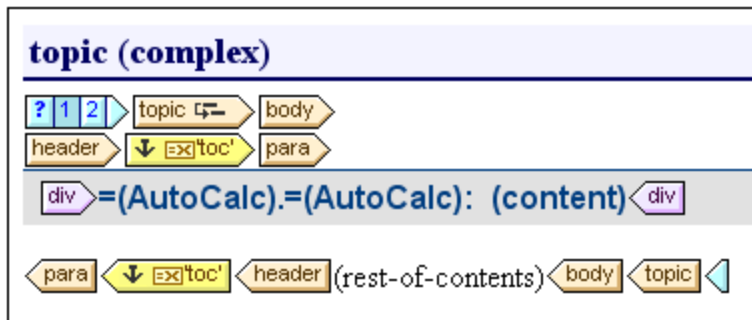 topic (complex)
? 1 2 topic body
header 'toc' para
div =(AutoCalc).=(AutoCalc): (content) div
para 'toc' header (rest-of-contents) body topic